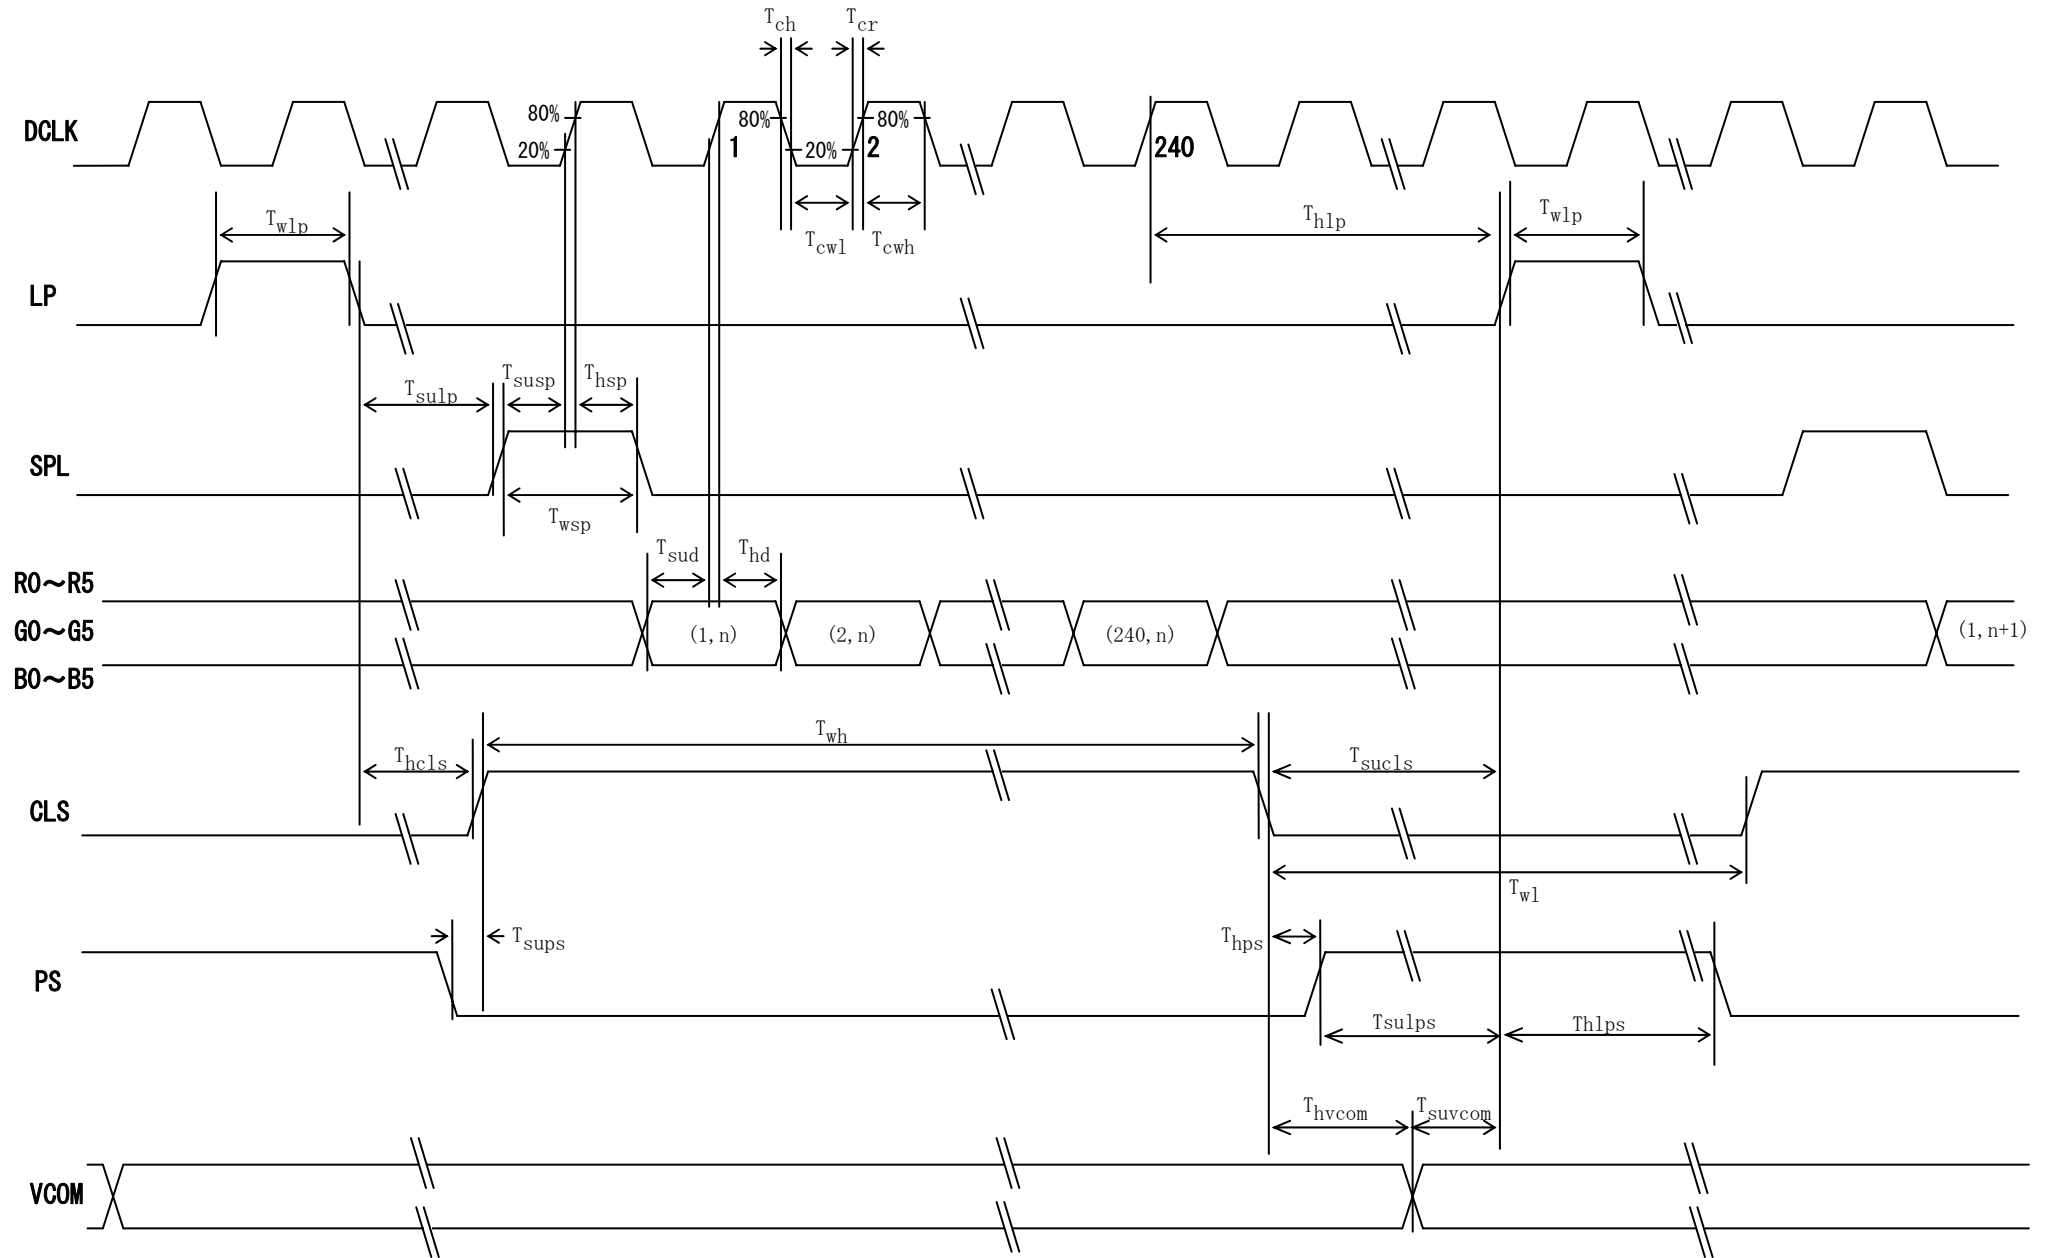 Tch Tcr
DCLK 80% 20% 80% 1 20% 80% 2 240
Twlp Tcwl Tcwh Thlp Twlp
LP
Tsulp Tsusp Thsp
SPL
Twsp
Tsud Thd
R0～R5
G0～G5 (1,n) (2,n) (240,n) (1,n+1)
B0～B5
Twh
Thcls Tsucls
CLS
Twl
Tsups Thps
PS
Tsulps Thlps
Thvcom Tsuvcom
VCOM